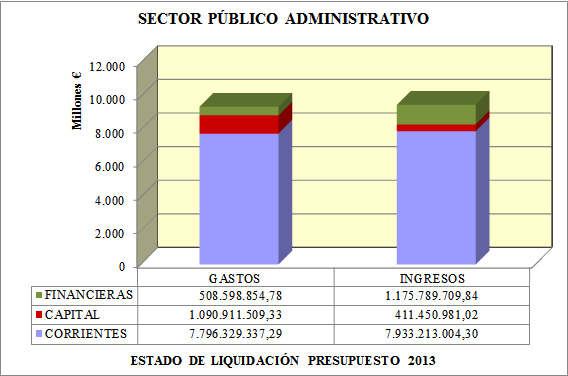 SECTOR PÚBLICO ADMINISTRATIVO
Millones €
12.000
10.000
8.000
6.000
4.000
2.000
0
GASTOS INGRESOS
FINANCIERAS 508.598.854,78 1.175.789.709,84
CAPITAL 1.090.911.509,33 411.450.981,02
CORRIENTES 7.796.329.337,29 7.933.213.004,30
ESTADO DE LIQUIDACIÓN PRESUPUESTO 2013